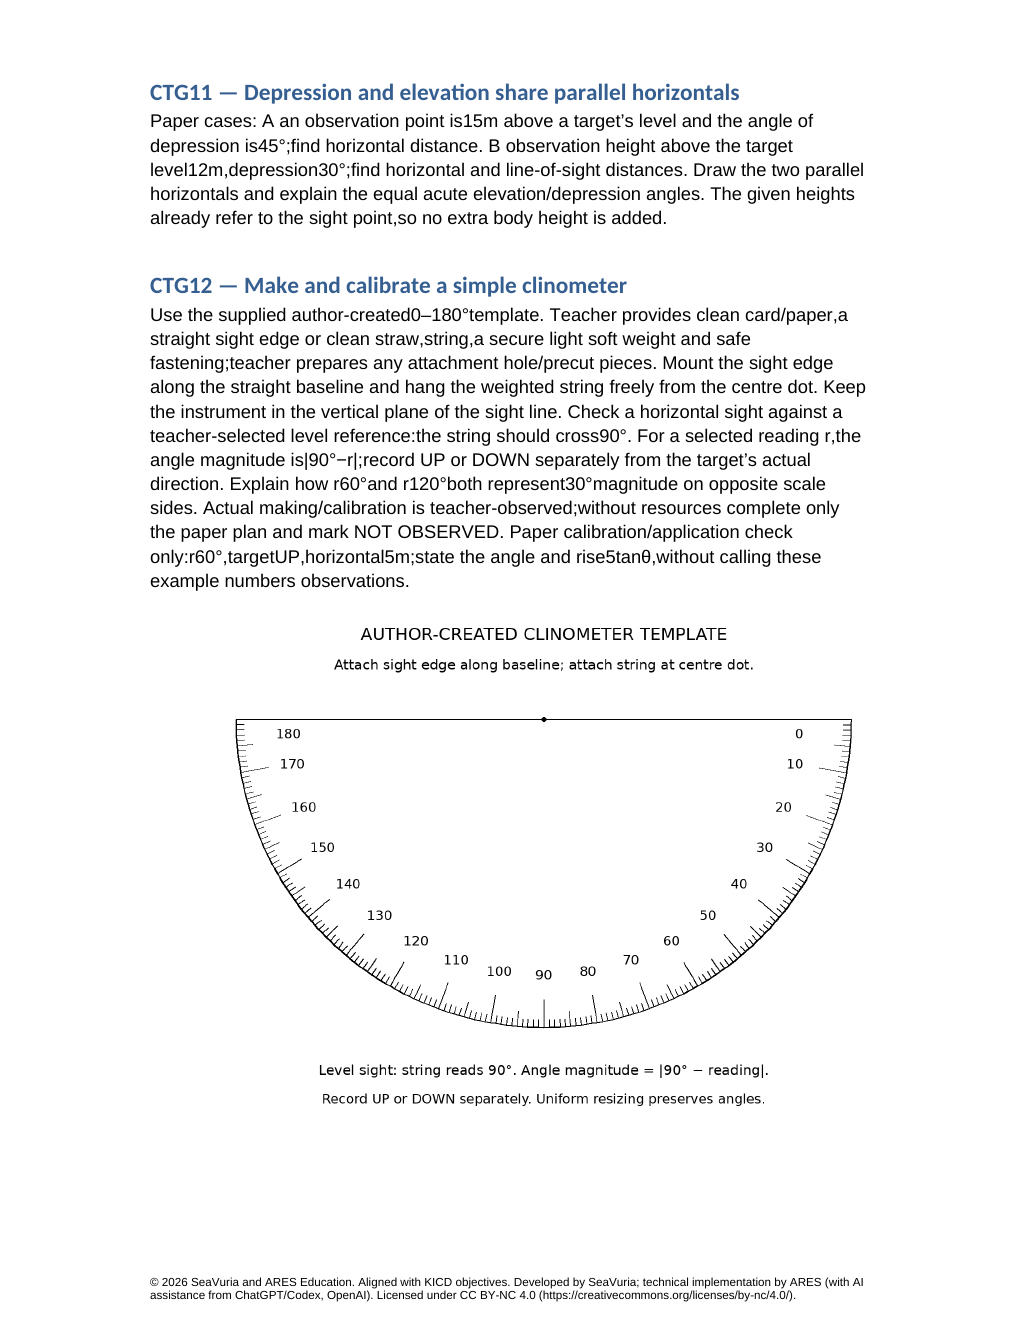 CTG11 — Depression and elevation share parallel horizontals
Paper cases: A an observation point is15m above a target’s level and the angle of
depression is45°;find horizontal distance. B observation height above the target
level12m,depression30°;find horizontal and line-of-sight distances. Draw the two parallel
horizontals and explain the equal acute elevation/depression angles. The given heights
already refer to the sight point,so no extra body height is added.
CTG12 — Make and calibrate a simple clinometer
Use the supplied author-created0–180°template. Teacher provides clean card/paper,a
straight sight edge or clean straw,string,a secure light soft weight and safe
fastening;teacher prepares any attachment hole/precut pieces. Mount the sight edge
along the straight baseline and hang the weighted string freely from the centre dot. Keep
the instrument in the vertical plane of the sight line. Check a horizontal sight against a
teacher-selected level reference:the string should cross90°. For a selected reading r,the
angle magnitude is|90°−r|;record UP or DOWN separately from the target’s actual
direction. Explain how r60°and r120°both represent30°magnitude on opposite scale
sides. Actual making/calibration is teacher-observed;without resources complete only
the paper plan and mark NOT OBSERVED. Paper calibration/application check
only:r60°,targetUP,horizontal5m;state the angle and rise5tanθ,without calling these
example numbers observations.
AUTHOR-CREATED CLINOMETER TEMPLATE
Attach sight edge along baseline; attach string at centre dot.
180 0
170 10
160 20
150 30
140 40
130 50
120 60
110 70
100 90 80
Level sight: string reads 90°. Angle magnitude = |90° − reading|.
Record UP or DOWN separately. Uniform resizing preserves angles.
© 2026 SeaVuria and ARES Education. Aligned with KICD objectives. Developed by SeaVuria; technical implementation by ARES (with AI
assistance from ChatGPT/Codex, OpenAI). Licensed under CC BY-NC 4.0 (https://creativecommons.org/licenses/by-nc/4.0/).